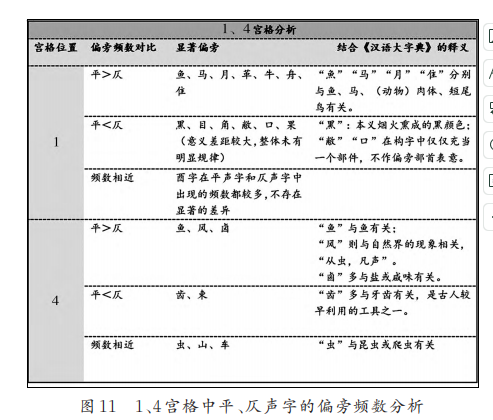 1、4宫格分析
宫格位置 偏旁频数对比 显著偏旁 结合《汉语大字典》的释义
1
平>仄 鱼、马、月、革、牛、舟、 “鱼”“马”“月”“住”分别
住 与鱼、马、（动物）肉体、短尾
鸟有关。
平<仄 黑、目、角、敝、口、果 “黑”：本义烟火熏成的黑颜色；
（意义差距较大，整体未有 “敝”“口”在构字中仅仅充当
明显规律） 一个部件，不作偏旁部首表意。
频数相近 酉字在平声字和仄声字中
出现的频数都较多，不存在
显著的差异
4
平>仄 鱼、风、卤 “鱼”与鱼有关；
“风”则与自然界的现象相关，
“从虫，凡声”。
“卤”多与盐或咸味有关。
平<仄 齿、束 “齿”多与牙齿有关，是古人较
早利用的工具之一。
频数相近 虫、山、车 “虫”与昆虫或爬虫有关
图11 1、4宫格中平、仄声字的偏旁频数分析